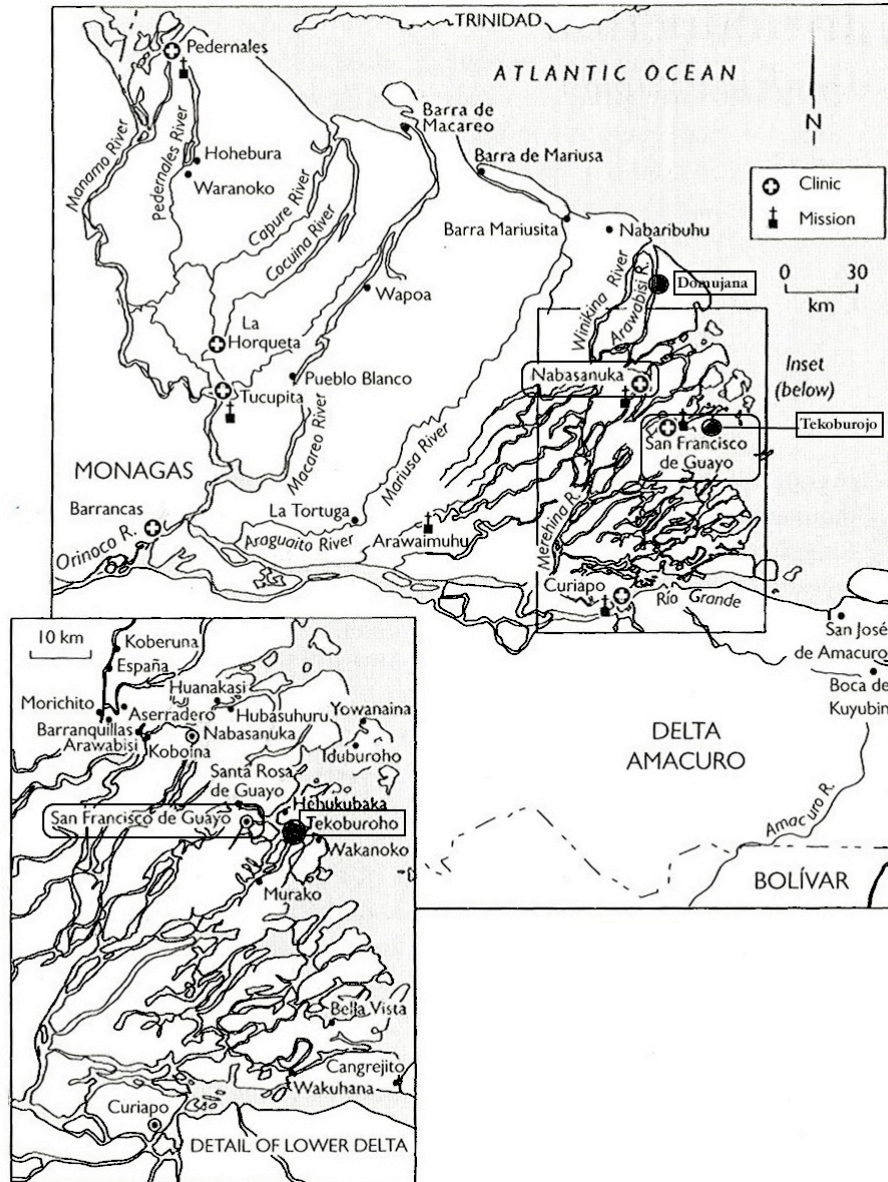 TRINIDAD
Pedernales
ATLANTIC OCEAN
N
Barra de
Macareo
Manamo River
Pedernales River
Hohebura
Waranoko
Barra de Mariusa
Clinic
Mission
Capure River
Cocuina River
Barra Mariusita
Nabaribuhu
0 30
km
Winikina River
Arawabisi R.
Domujana
Wapoa
La
Horqueta
Inset
(below)
Nabasanuka
Pueblo Blanco
Tucupita
Macareo River
Mariusa River
Tekoburojo
San Francisco
de Guayo
MONAGAS
Barrancas
La Tortuga
Orinoco R.
Araguaito River
Arawaimuhu
Merehina R.
Curiapo
Río Grande
San José
de Amacuro
Boca de
Kuyubin
DELTA
AMACURO
Amacuro R.
BOLÍVAR
10 km
Koberuna
España
Huanakasi
Morichito
Aserradero
Hubasuhuru
Yowanaina
Barranquillas
Nabasanuka
Arawabisi
Koboina
Iduburoho
Santa Rosa
de Guayo
Hehukubaka
San Francisco de Guayo
Tekoburoho
Wakanoko
Murako
Bella Vista
Cangrejito
Wakuhana
Curiapo
DETAIL OF LOWER DELTA